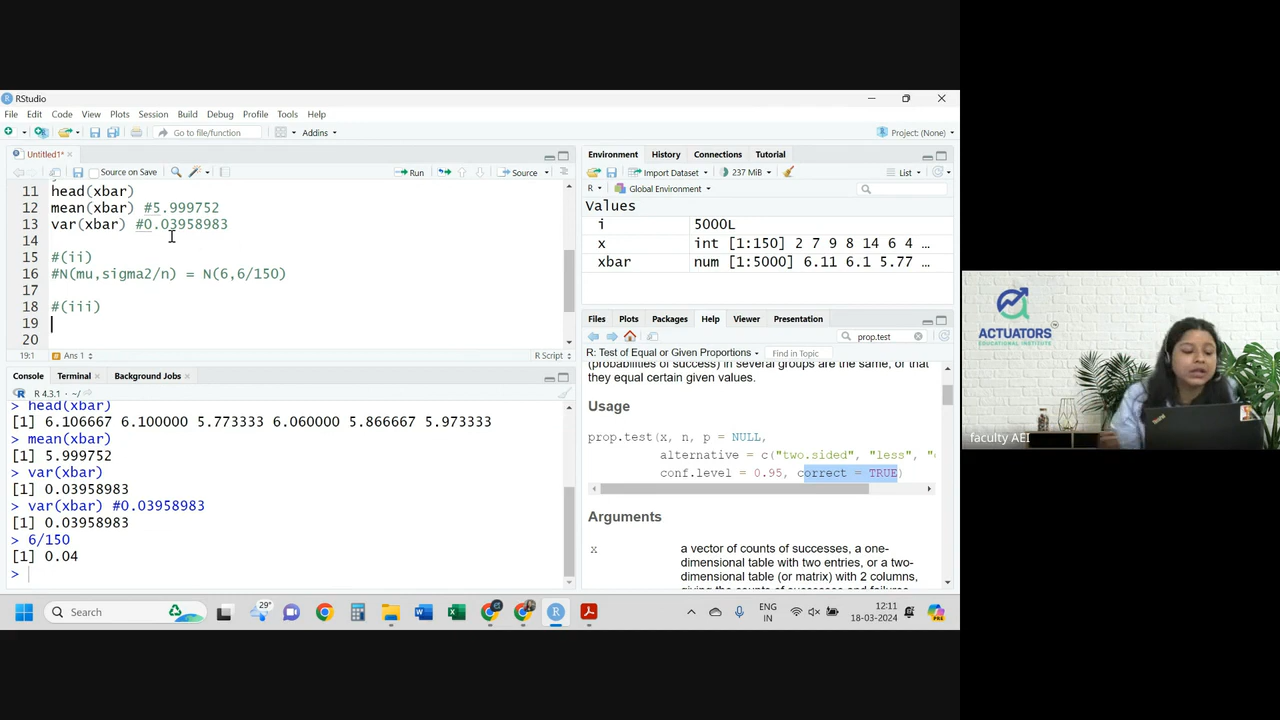 RStudio
File Edit Code View Plots Session Build Debug Profile Tools Help
Go to file/function
Addins
Project: (None)
Untitled1*
Source on Save
Run
Source
11 head(xbar)
12 mean(xbar) #5.999752
13 var(xbar) #0.03958983
14
15 #(ii)
16 #N(mu,sigma2/n) = N(6,6/150)
17
18 #(iii)
19
20
19:1
Ans 1
R Script
Console
Terminal
Background Jobs
R 4.3.1 · ~/
> head(xbar)
[1] 6.106667 6.100000 5.773333 6.060000 5.866667 5.973333
> mean(xbar)
[1] 5.999752
> var(xbar)
[1] 0.03958983
> var(xbar) #0.03958983
[1] 0.03958983
> 6/150
[1] 0.04
>
Environment
History
Connections
Tutorial
Import Dataset
237 MiB
List
R
Global Environment
Values
i 5000L
x int [1:150] 2 7 9 8 14 6 4 …
xbar num [1:5000] 6.11 6.1 5.77 …
Files
Plots
Packages
Help
Viewer
Presentation
prop.test
R: Test of Equal or Given Proportions
Find in Topic
(probabilities of success) in several groups are the same, or that
they equal certain given values.
Usage
prop.test(x, n, p = NULL,
alternative = c("two.sided", "less", "
conf.level = 0.95, correct = TRUE)
Arguments
x
a vector of counts of successes, a one-
dimensional table with two entries, or a two-
dimensional table (or matrix) with 2 columns,
giving the counts of successes and failures
Search
29°
ENG
IN
12:11
18-03-2024
ACTUATORS
EDUCATIONAL INSTITUTE
faculty AEI